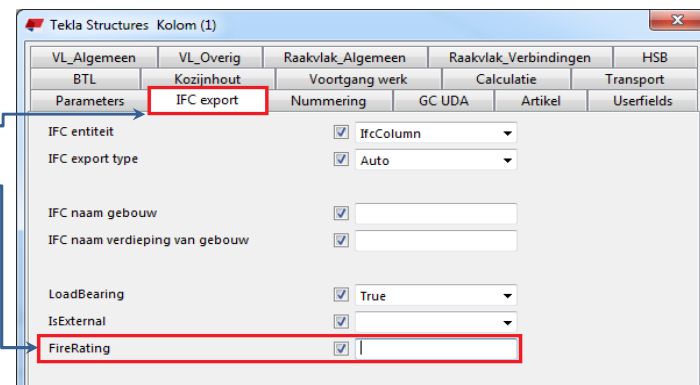 Tekla Structures Kolom (1)
VL_Algemeen VL_Overig Raakvlak_Algemeen Raakvlak_Verbindingen HSB
BTL Kozijnhout Voortgang werk Calculatie Transport
Parameters IFC export Nummering GC UDA Artikel Userfields
IFC entiteit IfcColumn
IFC export type Auto
IFC naam gebouw
IFC naam verdieping van gebouw
LoadBearing True
IsExternal
FireRating